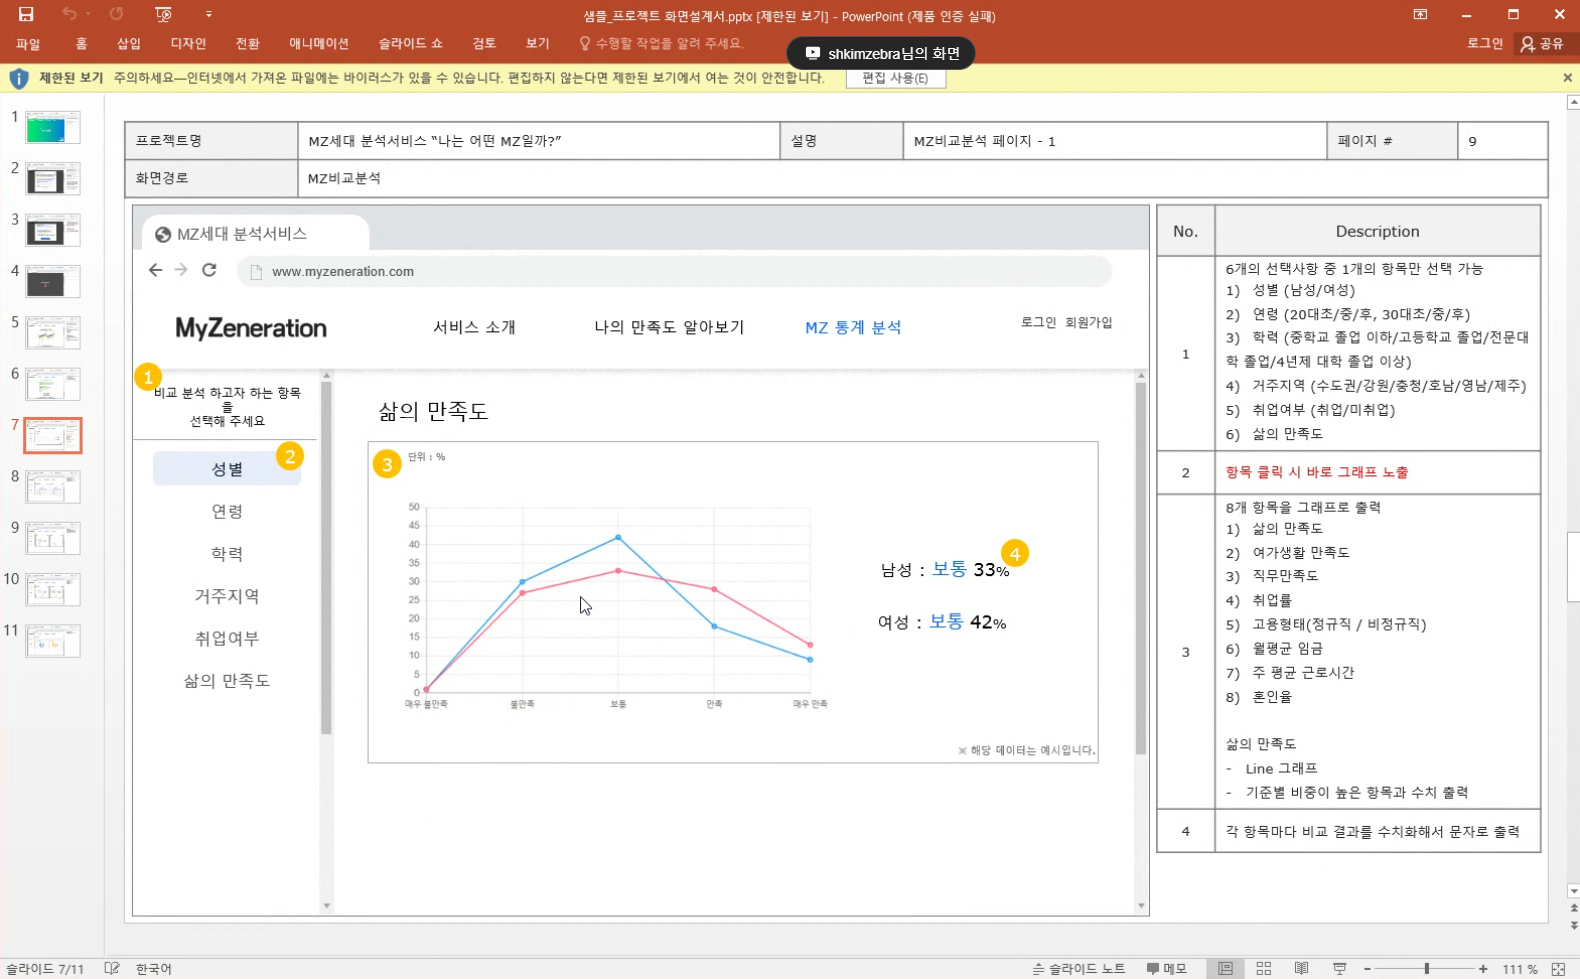 샘플_프로젝트 화면설계서.pptx [제한된 보기] - PowerPoint (제품 인증 실패)
파일 홈 삽입 디자인 전환 애니메이션 슬라이드 쇼 검토 보기 수행할 작업을 알려 주세요. 로그인 공유
shkimzebra님의 화면
제한된 보기 주의하세요—인터넷에서 가져온 파일에는 바이러스가 있을 수 있습니다. 편집하지 않는다면 제한된 보기에서 여는 것이 안전합니다. 편집 사용(E)
1
2
3
4
5
6
7
8
9
10
11
프로젝트명 MZ세대 분석서비스 “나는 어떤 MZ일까?” 설명 MZ비교분석 페이지 - 1 페이지 # 9
화면경로 MZ비교분석
MZ세대 분석서비스
www.myzeneration.com
MyZeneration 서비스 소개 나의 만족도 알아보기 MZ 통계 분석 로그인 회원가입
1
비교 분석 하고자 하는 항목
을
선택해 주세요
2
성별
연령
학력
거주지역
취업여부
삶의 만족도
삶의 만족도
3
단위 : %
50
45
40
35
30
25
20
15
10
5
0
매우 불만족 불만족 보통 만족 매우 만족
4
남성 : 보통 33%
여성 : 보통 42%
※ 해당 데이터는 예시입니다.
No. Description
1
6개의 선택사항 중 1개의 항목만 선택 가능
1) 성별 (남성/여성)
2) 연령 (20대초/중/후, 30대초/중/후)
3) 학력 (중학교 졸업 이하/고등학교 졸업/전문대
학 졸업/4년제 대학 졸업 이상)
4) 거주지역 (수도권/강원/충청/호남/영남/제주)
5) 취업여부 (취업/미취업)
6) 삶의 만족도
2 항목 클릭 시 바로 그래프 노출
3
8개 항목을 그래프로 출력
1) 삶의 만족도
2) 여가생활 만족도
3) 직무만족도
4) 취업률
5) 고용형태(정규직 / 비정규직)
6) 월평균 임금
7) 주 평균 근로시간
8) 혼인율
삶의 만족도
- Line 그래프
- 기준별 비중이 높은 항목과 수치 출력
4 각 항목마다 비교 결과를 수치화해서 문자로 출력
슬라이드 7/11 한국어 슬라이드 노트 메모 111 %